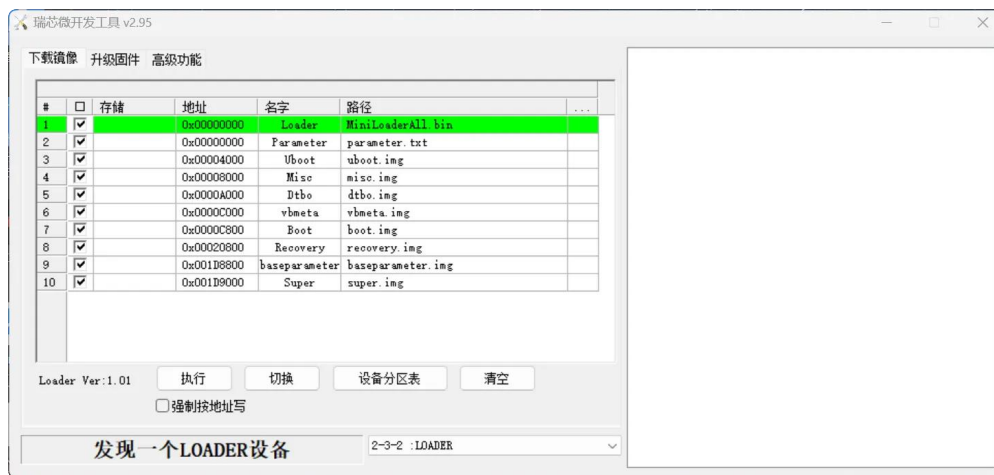 瑞芯微开发工具 v2.95
下载镜像 升级固件 高级功能
# 存储 地址 名字 路径 ...
1 0x00000000 Loader MiniLoaderAll.bin
2 0x00000000 Parameter parameter.txt
3 0x00004000 Uboot uboot.img
4 0x00008000 Misc misc.img
5 0x0000A000 Dtbo dtbo.img
6 0x0000C000 vbmeta vbmeta.img
7 0x0000C800 Boot boot.img
8 0x00020800 Recovery recovery.img
9 0x001D8800 baseparameter baseparameter.img
10 0x001D9000 Super super.img
Loader Ver:1.01 执行 切换 设备分区表 清空
强制按地址写
发现一个LOADER设备 2-3-2 :LOADER